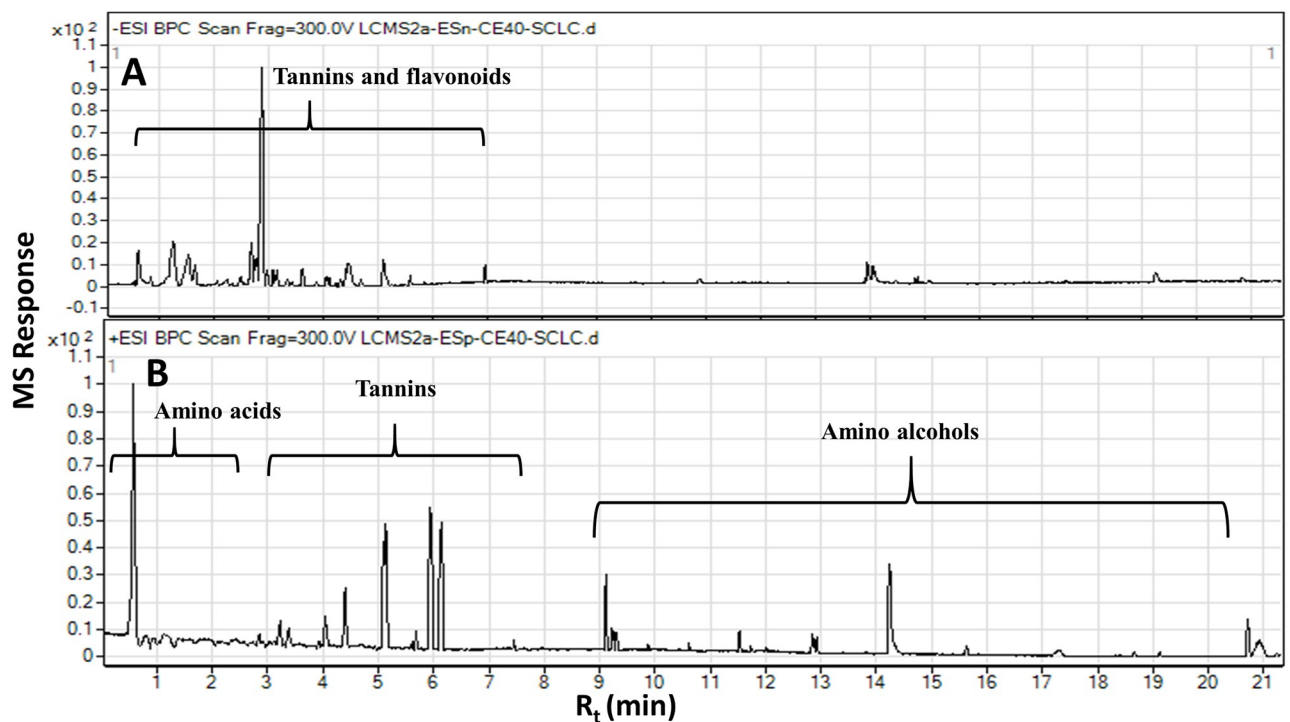 MS Response
x10 2
-ESI BPC Scan Frag=300.0V LCMS2a-ESn-CE40-SCLC.d
1.1
1
1
A
Tannins and flavonoids
1
0.9
0.8
0.7
0.6
0.5
0.4
0.3
0.2
0.1
0
-0.1
x10 2
+ESI BPC Scan Frag=300.0V LCMS2a-ESp-CE40-SCLC.d
1.1
1
B
Amino acids
Tannins
Amino alcohols
1
0.9
0.8
0.7
0.6
0.5
0.4
0.3
0.2
0.1
0
1 2 3 4 5 6 7 8 9 10 11 12 13 14 15 16 17 18 19 20 21
Rt (min)